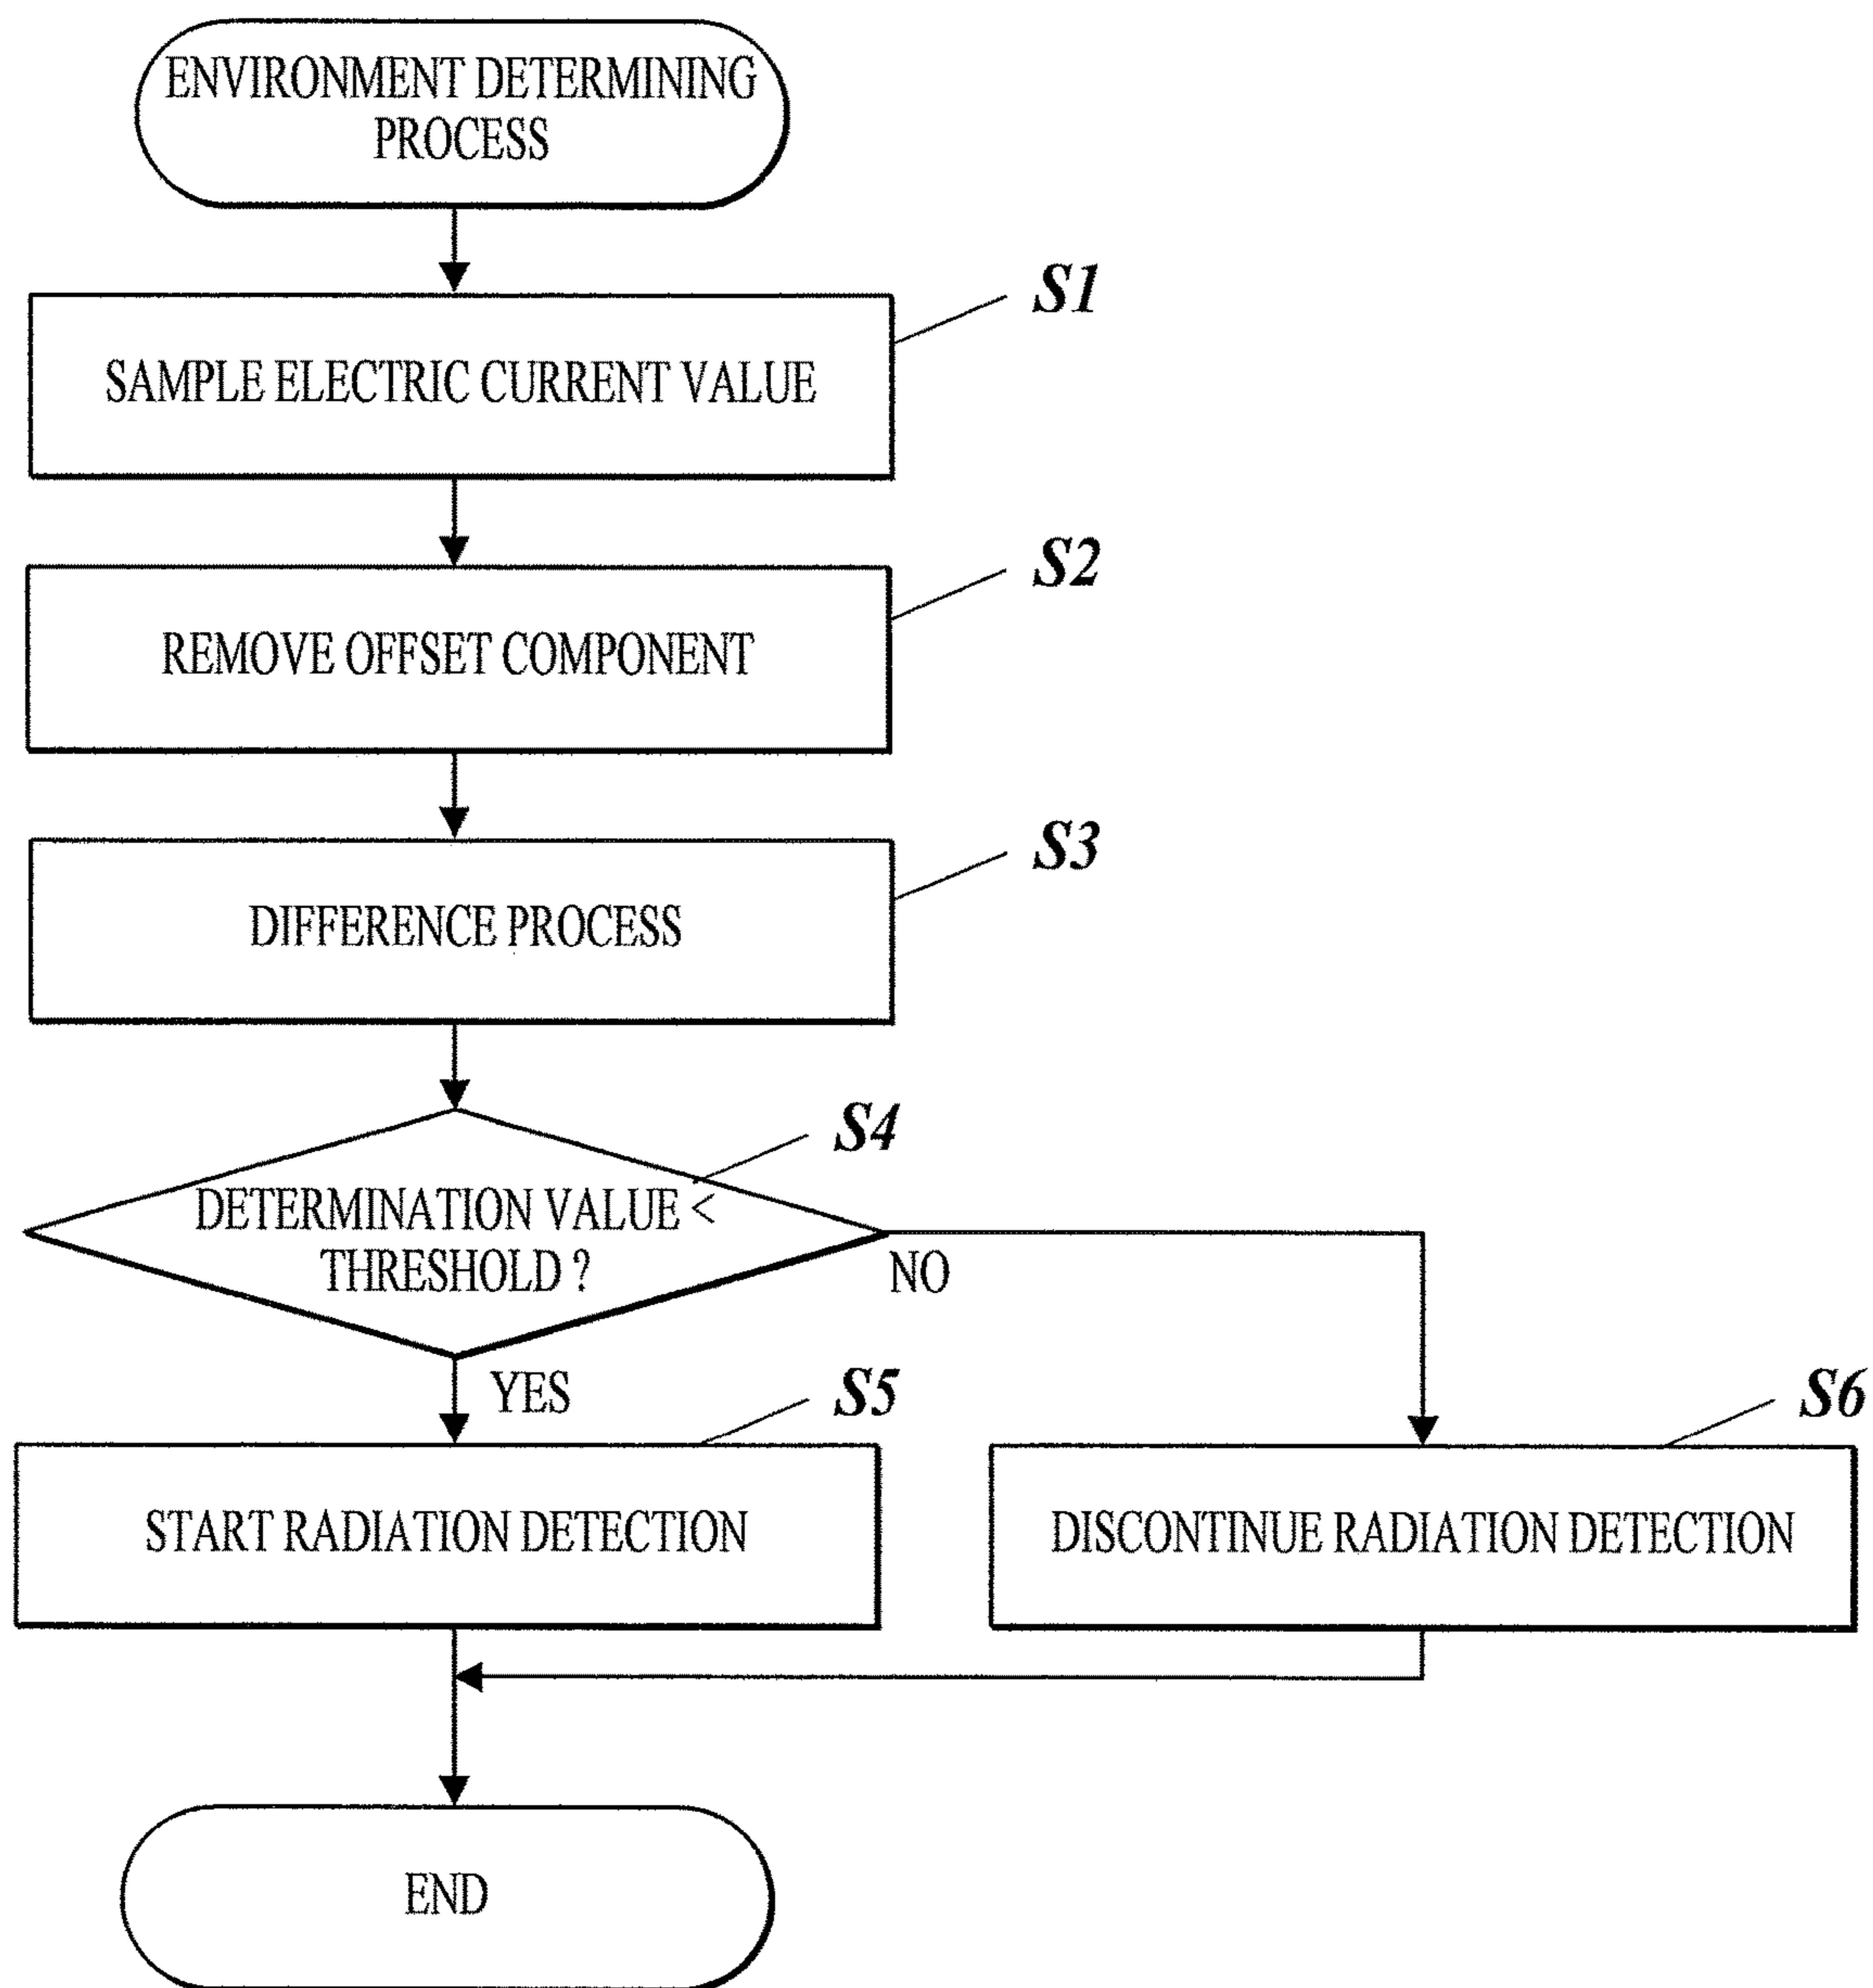 ENVIRONMENT DETERMINING
PROCESS
S1
SAMPLE ELECTRIC CURRENT VALUE
S2
REMOVE OFFSET COMPONENT
S3
DIFFERENCE PROCESS
S4
DETERMINATION VALUE <
THRESHOLD ?
NO
YES
S5
S6
START RADIATION DETECTION
DISCONTINUE RADIATION DETECTION
END